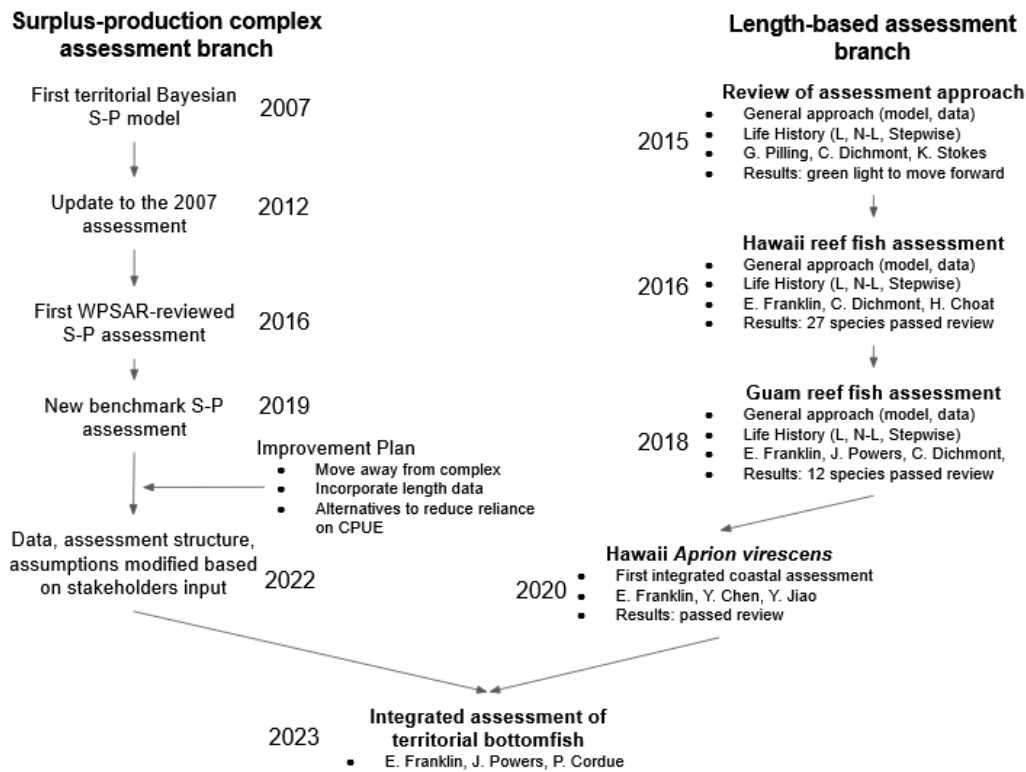 Surplus-production complex
assessment branch
First territorial Bayesian
S-P model
2007
Update to the 2007
assessment
2012
First WPSAR-reviewed
S-P assessment
2016
New benchmark S-P
assessment
2019
Improvement Plan
• Move away from complex
• Incorporate length data
• Alternatives to reduce reliance
on CPUE
Data, assessment structure,
assumptions modified based
on stakeholders input
2022
Length-based assessment
branch
Review of assessment approach
2015
• General approach (model, data)
• Life History (L, N-L, Stepwise)
• G. Pilling, C. Dichmont, K. Stokes
• Results: green light to move forward
Hawaii reef fish assessment
2016
• General approach (model, data)
• Life History (L, N-L, Stepwise)
• E. Franklin, C. Dichmont, H. Choat
• Results: 27 species passed review
Guam reef fish assessment
2018
• General approach (model, data)
• Life History (L, N-L, Stepwise)
• E. Franklin, J. Powers, C. Dichmont,
• Results: 12 species passed review
Hawaii Aprion virescens
2020
• First integrated coastal assessment
• E. Franklin, Y. Chen, Y. Jiao
• Results: passed review
2023
Integrated assessment of
territorial bottomfish
• E. Franklin, J. Powers, P. Cordue